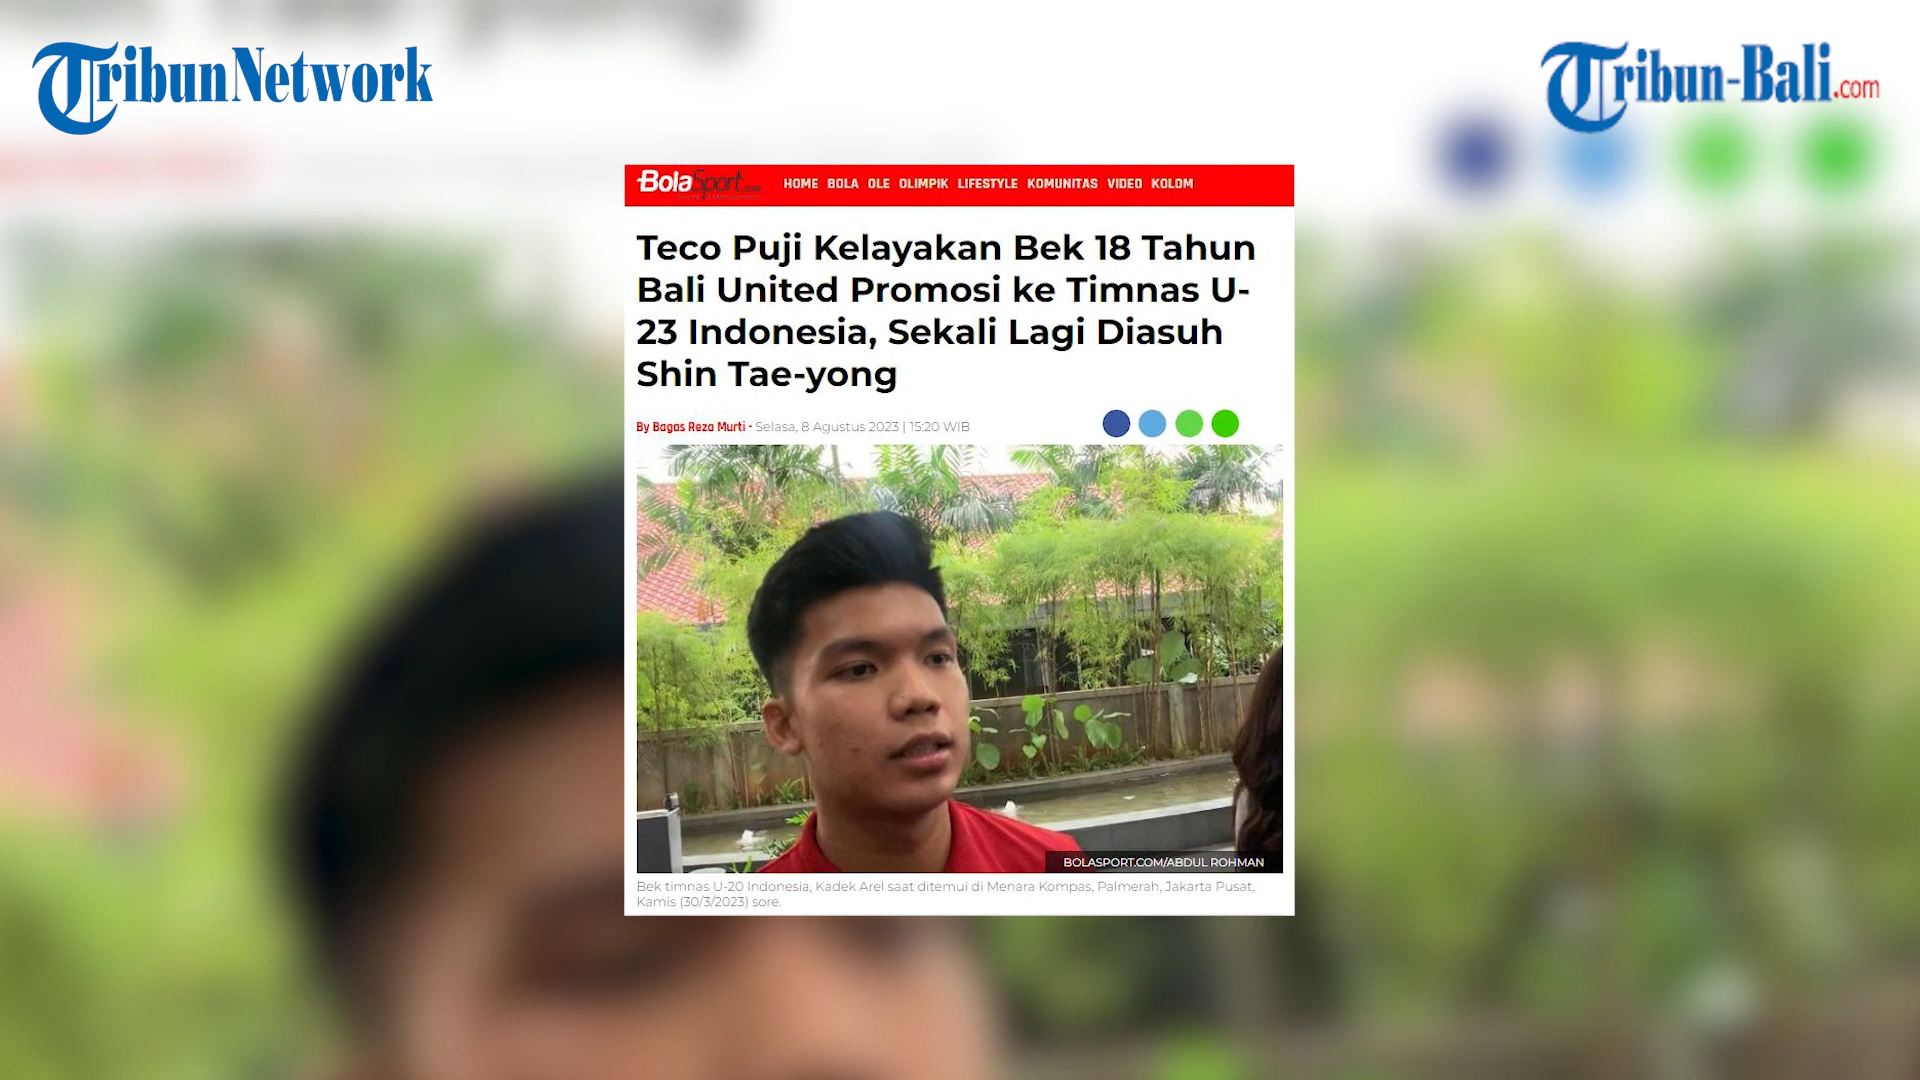 Tribun Network
Tribun-Bali.com
BolaSport.com
HOME BOLA OLE OLIMPIK LIFESTYLE KOMUNITAS VIDEO KOLOM
Teco Puji Kelayakan Bek 18 Tahun
Bali United Promosi ke Timnas U-
23 Indonesia, Sekali Lagi Diasuh
Shin Tae-yong
By Bagas Reza Murti - Selasa, 8 Agustus 2023 | 15:20 WIB
BOLASPORT.COM/ABDUL ROHMAN
Bek timnas U-20 Indonesia, Kadek Arel saat ditemui di Menara Kompas, Palmerah, Jakarta Pusat,
Kamis (30/3/2023) sore.